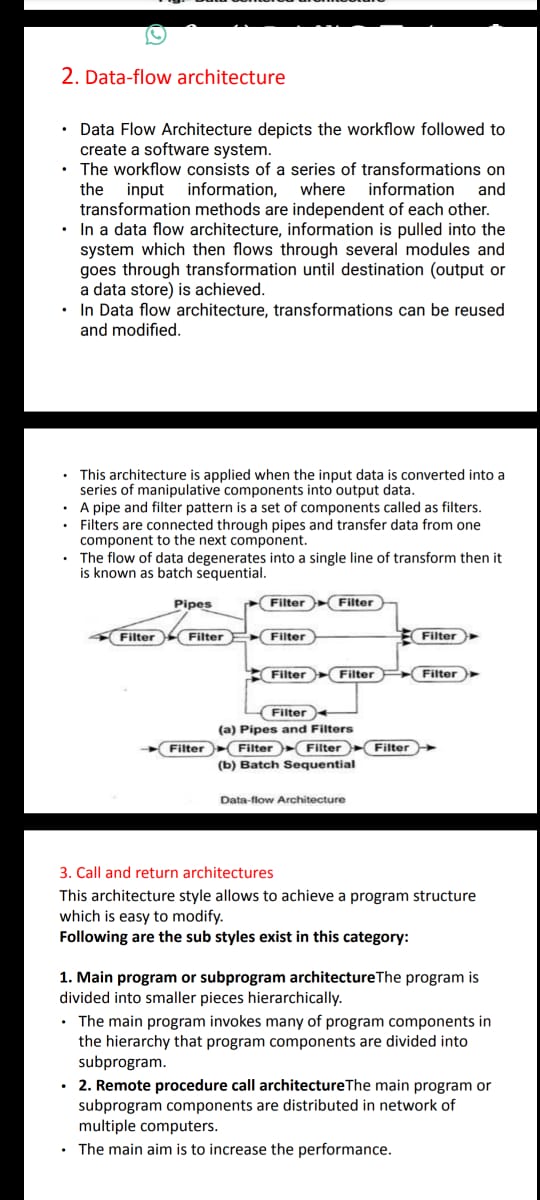 2. Data-flow architecture
• Data Flow Architecture depicts the workflow followed to
create a software system.
• The workflow consists of a series of transformations on
the input information, where information and
transformation methods are independent of each other.
• In a data flow architecture, information is pulled into the
system which then flows through several modules and
goes through transformation until destination (output or
a data store) is achieved.
• In Data flow architecture, transformations can be reused
and modified.
• This architecture is applied when the input data is converted into a
series of manipulative components into output data.
• A pipe and filter pattern is a set of components called as filters.
• Filters are connected through pipes and transfer data from one
component to the next component.
• The flow of data degenerates into a single line of transform then it
is known as batch sequential.
Pipes Filter Filter
Filter Filter Filter Filter
Filter Filter Filter
Filter
(a) Pipes and Filters
Filter Filter Filter Filter
(b) Batch Sequential
Data-flow Architecture
3. Call and return architectures
This architecture style allows to achieve a program structure
which is easy to modify.
Following are the sub styles exist in this category:
1. Main program or subprogram architectureThe program is
divided into smaller pieces hierarchically.
• The main program invokes many of program components in
the hierarchy that program components are divided into
subprogram.
• 2. Remote procedure call architectureThe main program or
subprogram components are distributed in network of
multiple computers.
• The main aim is to increase the performance.